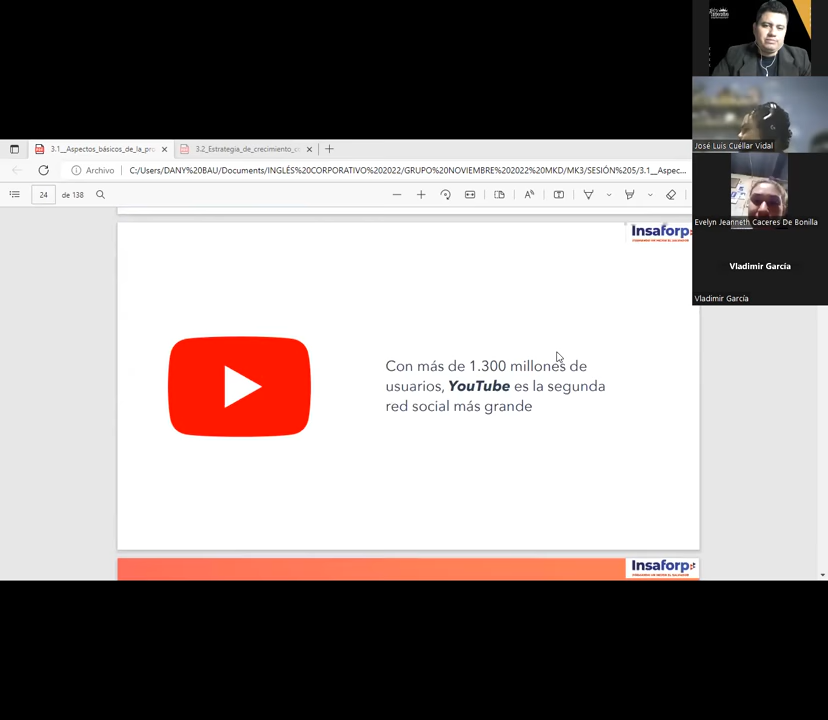 3.1__Aspectos_básicos_de_la_pra
3.2_Estrategia_de_crecimiento_c
Archivo
C:/Users/DANY%20BAU/Documents/INGLÉS%20CORPORATIVO%202022/GRUPO%20NOVIEMBRE%202022%20MKD/MK3/SESIÓN%205/3.1__Aspec...
24 de 138
Insaforp
Con más de 1.300 millones de
usuarios, YouTube es la segunda
red social más grande
Insaforp
José Luis Cuéllar Vidal
Evelyn Jeanneth Caceres De Bonilla
Vladimir García
Vladimir García